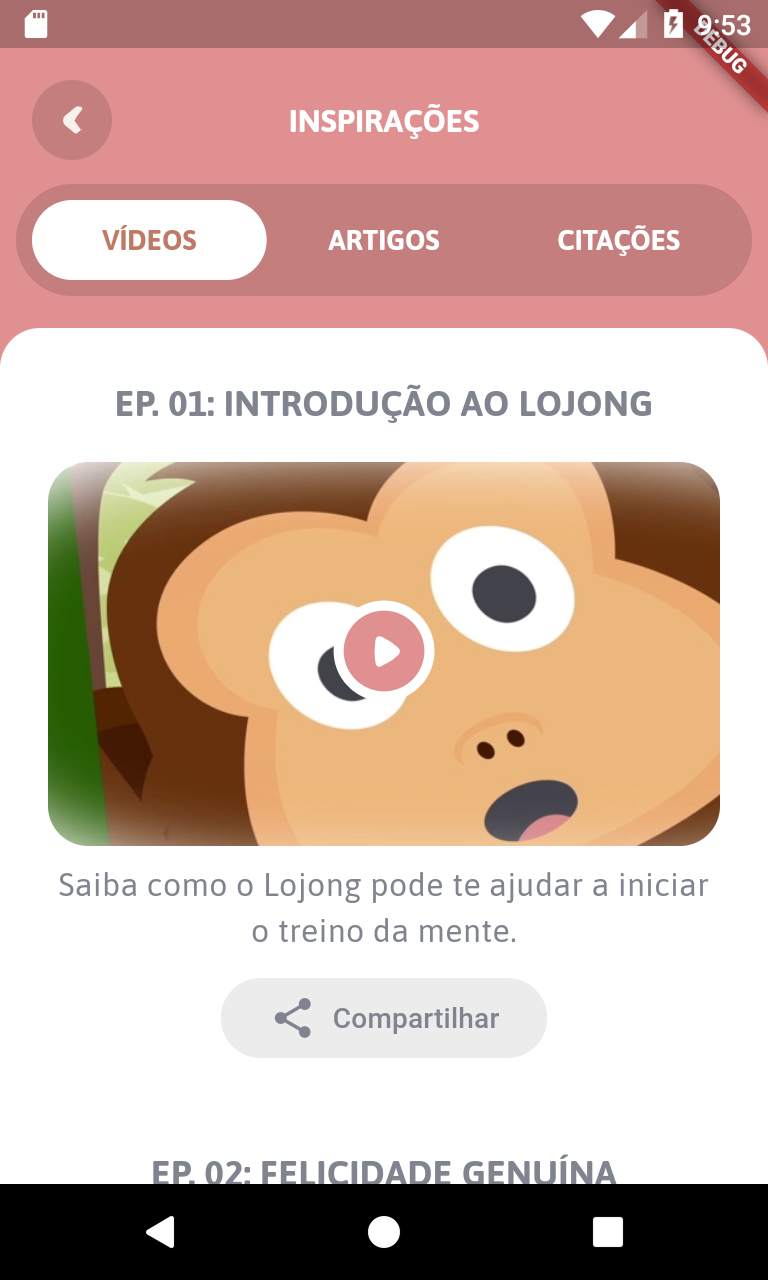 9:53
DEBUG
INSPIRAÇÕES
VÍDEOS ARTIGOS CITAÇÕES
EP. 01: INTRODUÇÃO AO LOJONG
Saiba como o Lojong pode te ajudar a iniciar
o treino da mente.
Compartilhar
EP. 02: FELICIDADE GENUÍNA